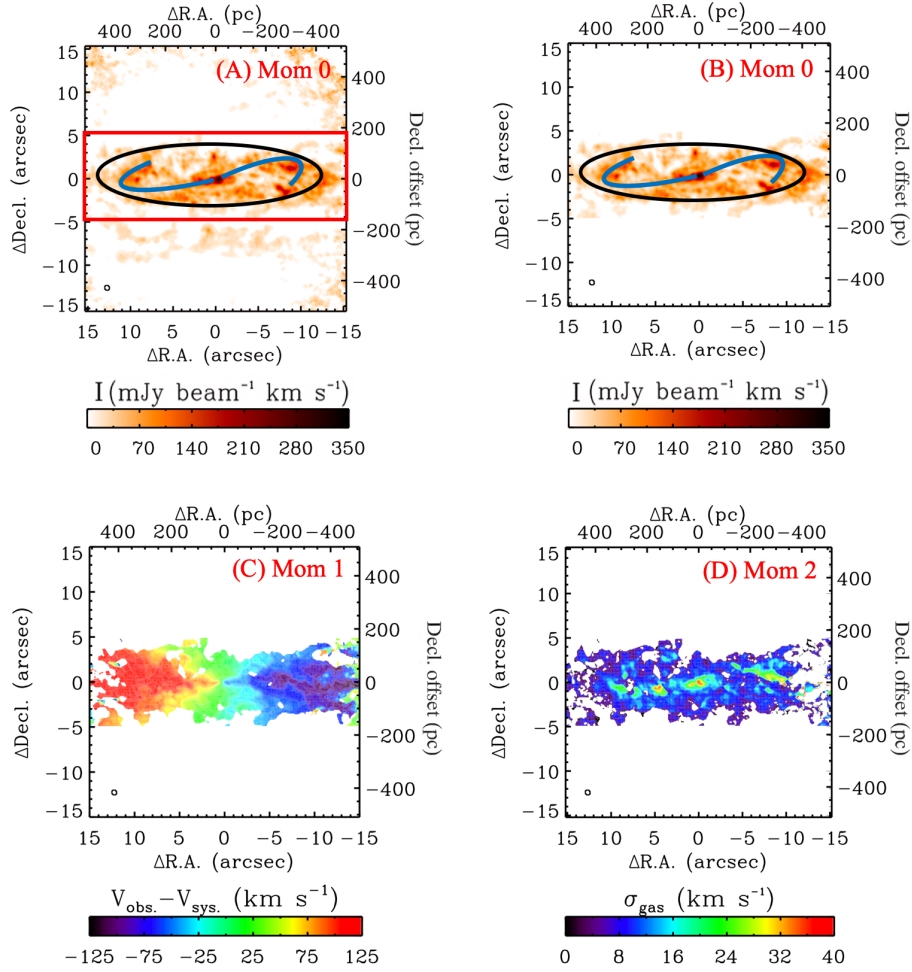 ΔR.A. (pc)
400 200 0 −200 −400
(A) Mom 0
15
10
5
0
−5
−10
−15
ΔDecl. (arcsec)
400
200
0
−200
−400
Decl. offset (pc)
15 10 5 0 −5 −10 −15
ΔR.A. (arcsec)
I (mJy beam⁻¹ km s⁻¹)
0 70 140 210 280 350
ΔR.A. (pc)
400 200 0 −200 −400
(B) Mom 0
15
10
5
0
−5
−10
−15
ΔDecl. (arcsec)
400
200
0
−200
−400
Decl. offset (pc)
15 10 5 0 −5 −10 −15
ΔR.A. (arcsec)
I (mJy beam⁻¹ km s⁻¹)
0 70 140 210 280 350
ΔR.A. (pc)
400 200 0 −200 −400
(C) Mom 1
15
10
5
0
−5
−10
−15
ΔDecl. (arcsec)
400
200
0
−200
−400
Decl. offset (pc)
15 10 5 0 −5 −10 −15
ΔR.A. (arcsec)
V_obs.−V_sys. (km s⁻¹)
−125 −75 −25 25 75 125
ΔR.A. (pc)
400 200 0 −200 −400
(D) Mom 2
15
10
5
0
−5
−10
−15
ΔDecl. (arcsec)
400
200
0
−200
−400
Decl. offset (pc)
15 10 5 0 −5 −10 −15
ΔR.A. (arcsec)
σ_gas (km s⁻¹)
0 8 16 24 32 40